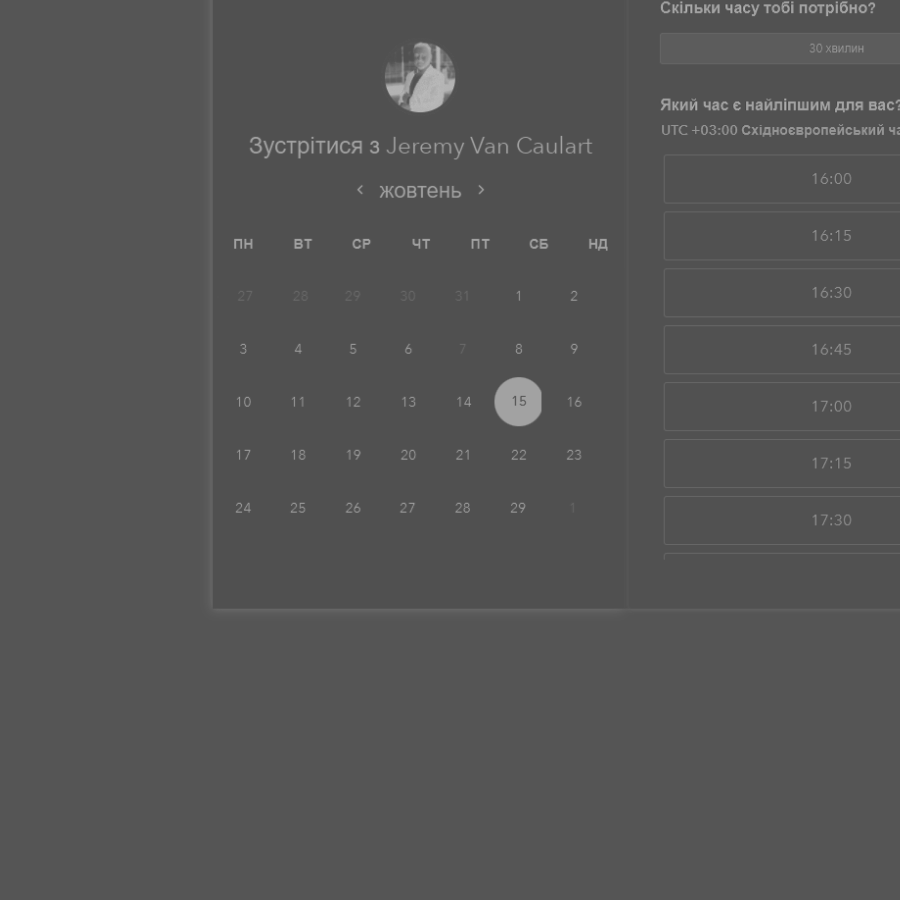 Зустрітися з Jeremy Van Caulart
< жовтень >
ПН ВТ СР ЧТ ПТ СБ НД
27 28 29 30 31 1 2
3 4 5 6 7 8 9
10 11 12 13 14 15 16
17 18 19 20 21 22 23
24 25 26 27 28 29 1
Скільки часу тобі потрібно?
30 хвилин
Який час є найліпшим для вас?
UTC +03:00 Східноєвропейський
16:00
16:15
16:30
16:45
17:00
17:15
17:30